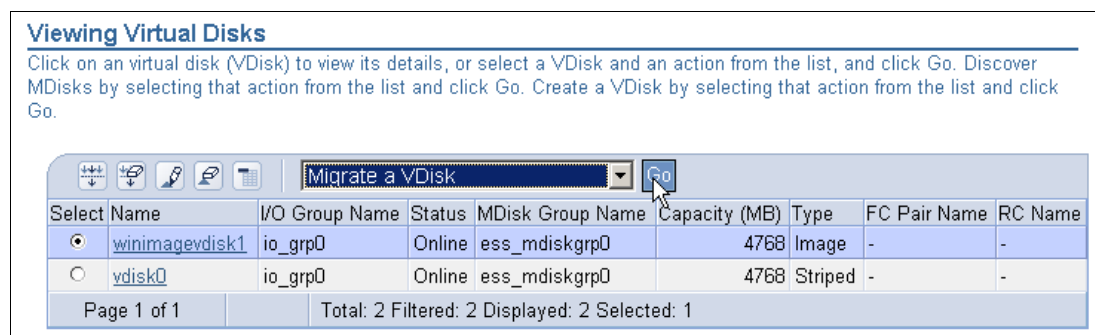 Viewing Virtual Disks
Click on an virtual disk (VDisk) to view its details, or select a VDisk and an action from the list, and click Go. Discover
MDisks by selecting that action from the list and click Go. Create a VDisk by selecting that action from the list and click
Go.
Migrate a VDisk Go
Select Name I/O Group Name Status MDisk Group Name Capacity (MB) Type FC Pair Name RC Name
winimagevdisk1 io_grp0 Online ess_mdiskgrp0 4768 Image - -
vdisk0 io_grp0 Online ess_mdiskgrp0 4768 Striped - -
Page 1 of 1 Total: 2 Filtered: 2 Displayed: 2 Selected: 1